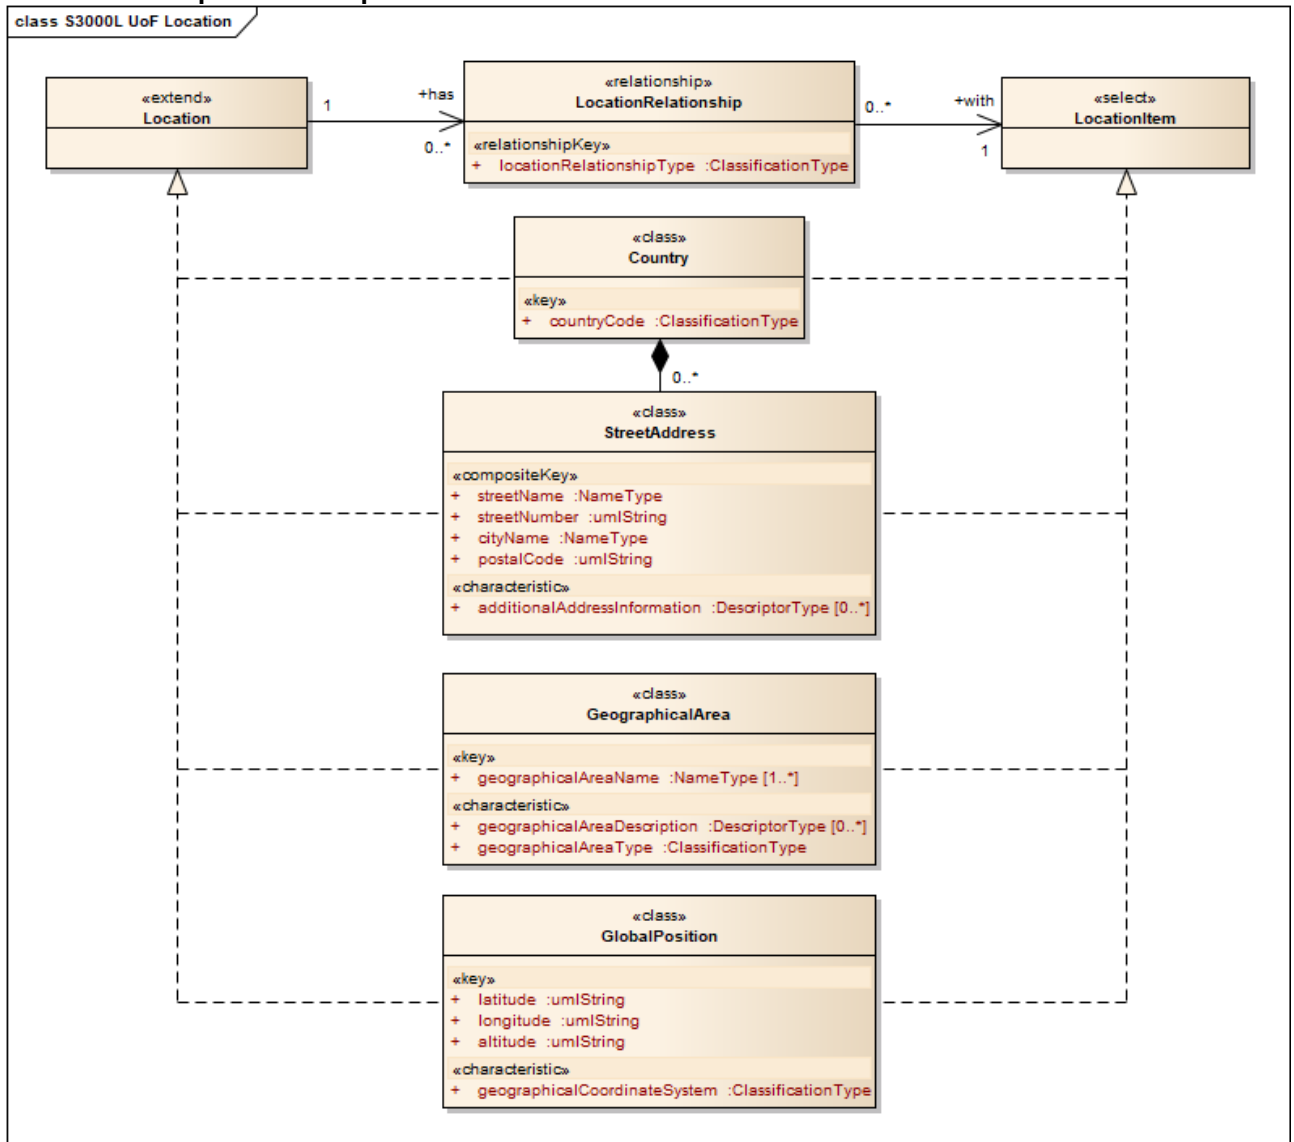 class S3000L UoF Location
«extend»
Location
1
+has
0..*
«relationship»
LocationRelationship
«relationshipKey»
+ locationRelationshipType :ClassificationType
0..*
+with
1
«select»
LocationItem
«class»
Country
«key»
+ countryCode :ClassificationType
0..*
«class»
StreetAddress
«compositeKey»
+ streetName :NameType
+ streetNumber :umlString
+ cityName :NameType
+ postalCode :umlString
«characteristic»
+ additionalAddressInformation :DescriptorType [0..*]
«class»
GeographicalArea
«key»
+ geographicalAreaName :NameType [1..*]
«characteristic»
+ geographicalAreaDescription :DescriptorType [0..*]
+ geographicalAreaType :ClassificationType
«class»
GlobalPosition
«key»
+ latitude :umlString
+ longitude :umlString
+ altitude :umlString
«characteristic»
+ geographicalCoordinateSystem :ClassificationType